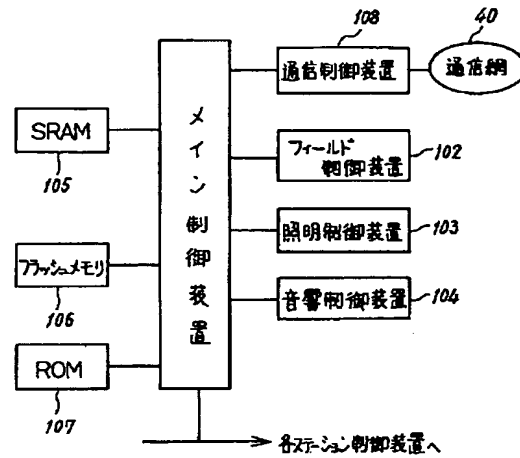 108
40
通信制御装置
通信網
メイン制御装置
SRAM
105
フィールド
制御装置
102
照明制御装置
103
フラッシュメモリ
106
音響制御装置
104
ROM
107
各ステーション制御装置へ